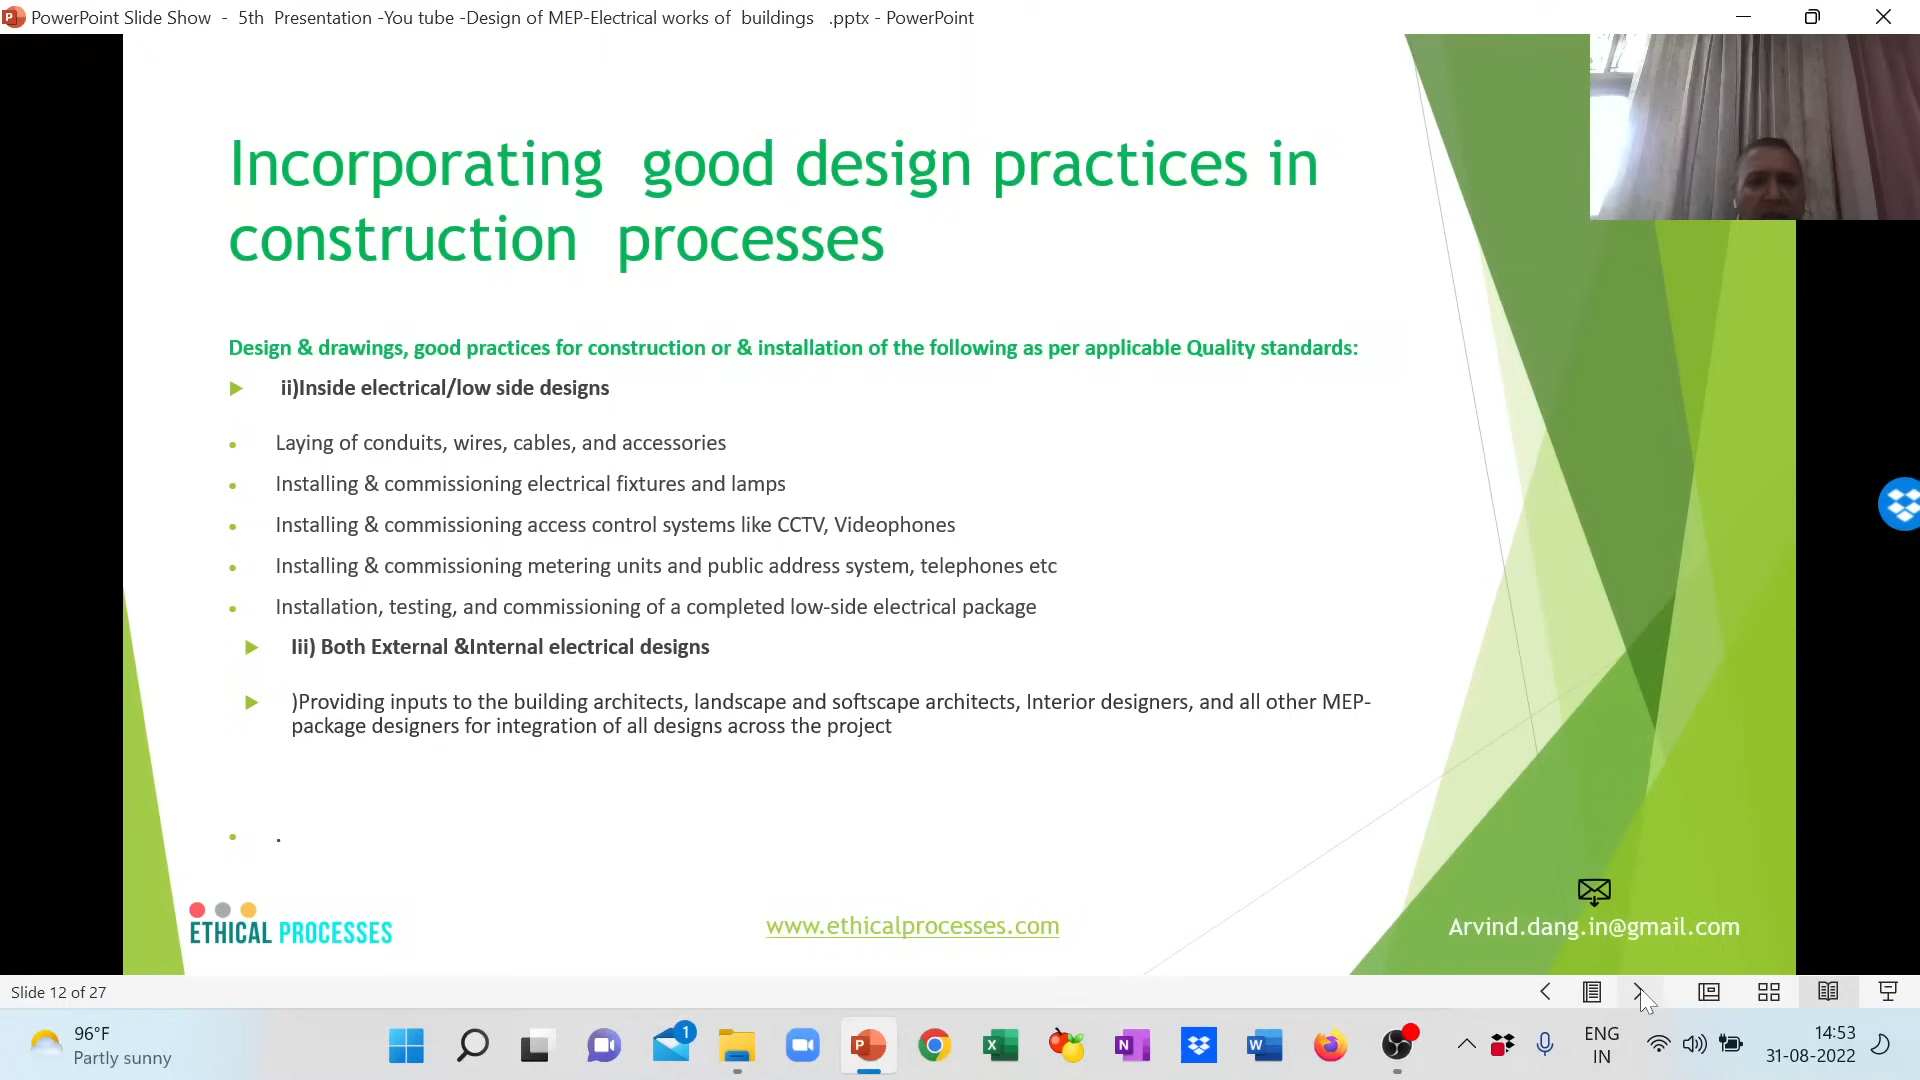 PowerPoint Slide Show - 5th Presentation -You tube -Design of MEP-Electrical works of buildings .pptx - PowerPoint
Incorporating good design practices in
construction processes
Design & drawings, good practices for construction or & installation of the following as per applicable Quality standards:
ii)Inside electrical/low side designs
Laying of conduits, wires, cables, and accessories
Installing & commissioning electrical fixtures and lamps
Installing & commissioning access control systems like CCTV, Videophones
Installing & commissioning metering units and public address system, telephones etc
Installation, testing, and commissioning of a completed low-side electrical package
Iii) Both External &Internal electrical designs
)Providing inputs to the building architects, landscape and softscape architects, Interior designers, and all other MEP-
package designers for integration of all designs across the project
.
ETHICAL PROCESSES
www.ethicalprocesses.com
Arvind.dang.in@gmail.com
Slide 12 of 27
96°F
Partly sunny
1
ENG
IN
14:53
31-08-2022